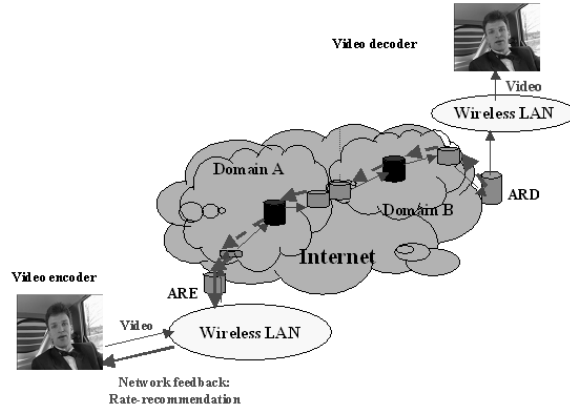 Video decoder
Video
Wireless LAN
Domain A
ARD
Domain B
Internet
Video encoder
ARE
Video
Wireless LAN
Network feedback:
Rate-recommendation